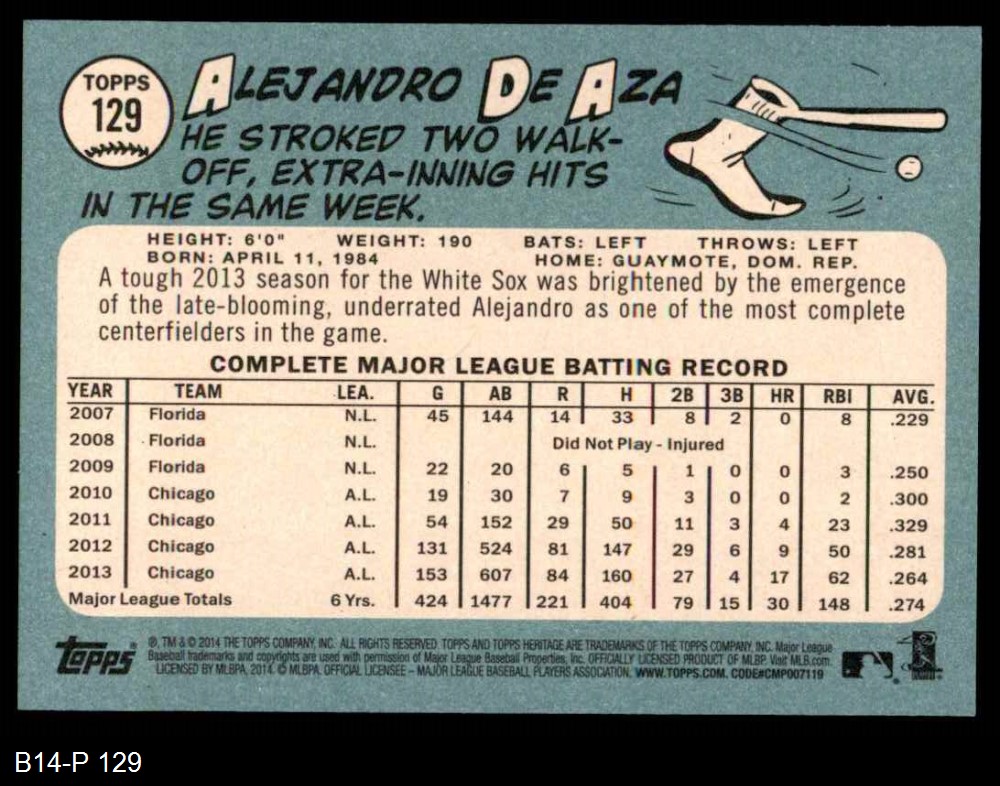 TOPPS
129
ALEJANDRO DE AZA
HE STROKED TWO WALK-
OFF, EXTRA-INNING HITS
IN THE SAME WEEK.
HEIGHT: 6'0" WEIGHT: 190 BATS: LEFT THROWS: LEFT
BORN: APRIL 11, 1984 HOME: GUAYMOTE, DOM. REP.
A tough 2013 season for the White Sox was brightened by the emergence
of the late-blooming, underrated Alejandro as one of the most complete
centerfielders in the game.
COMPLETE MAJOR LEAGUE BATTING RECORD
YEAR TEAM LEA. G AB R H 2B 3B HR RBI AVG.
2007 Florida N.L. 45 144 14 33 8 2 0 8 .229
2008 Florida N.L. Did Not Play - Injured
2009 Florida N.L. 22 20 6 5 1 0 0 3 .250
2010 Chicago A.L. 19 30 7 9 3 0 0 2 .300
2011 Chicago A.L. 54 152 29 50 11 3 4 23 .329
2012 Chicago A.L. 131 524 81 147 29 6 9 50 .281
2013 Chicago A.L. 153 607 84 160 27 4 17 62 .264
Major League Totals 6 Yrs. 424 1477 221 404 79 15 30 148 .274
topps
®, TM & © 2014 THE TOPPS COMPANY, INC. ALL RIGHTS RESERVED. TOPPS AND TOPPS HERITAGE ARE TRADEMARKS OF THE TOPPS COMPANY, INC. Major League
Baseball trademarks and copyrights are used with permission of Major League Baseball Properties, Inc. OFFICIALLY LICENSED PRODUCT OF MLBP. Visit MLB.com.
LICENSED BY MLBPA, 2014. © MLBPA. OFFICIAL LICENSEE – MAJOR LEAGUE BASEBALL PLAYERS ASSOCIATION. WWW.TOPPS.COM. CODE#CMP007119
B14-P 129